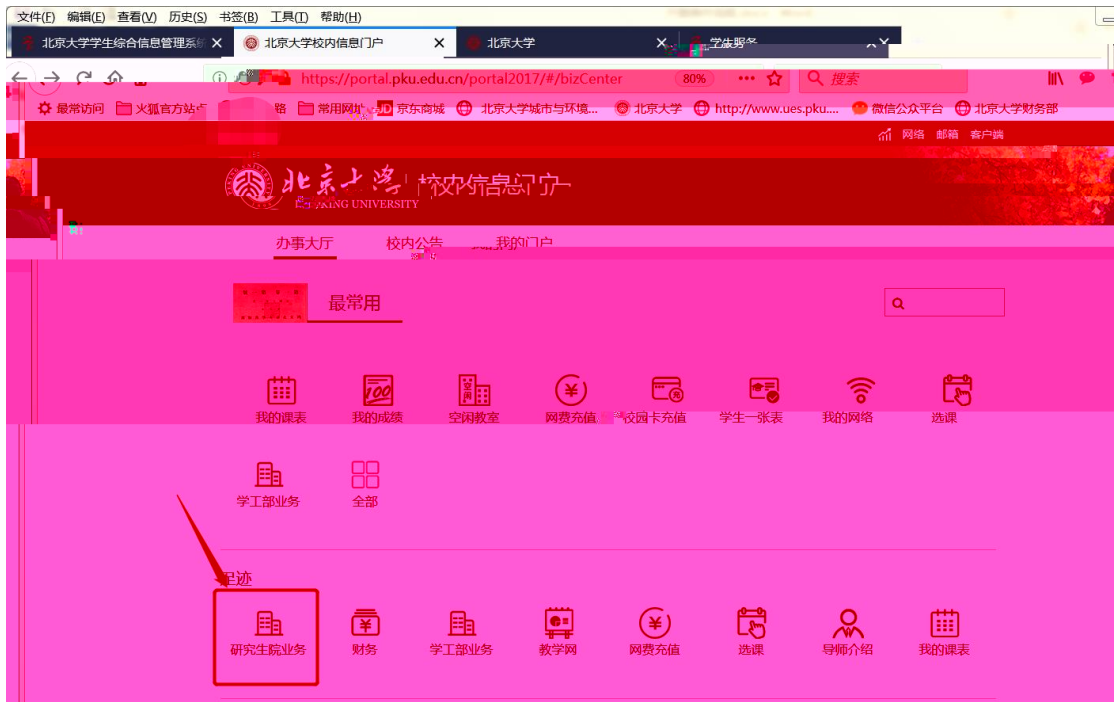 文件(F) 编辑(E) 查看(V) 历史(S) 书签(B) 工具(T) 帮助(H)
北京大学学生综合信息管理系统 北京大学校内信息门户 北京大学 学生服务
https://portal.pku.edu.cn/portal2017/#/bizCenter 80% 搜索
最常访问 火狐官方站点 常用网址 JD 京东商城 北京大学城市与环境... 北京大学 http://www.ues.pku.... 微信公众平台 北京大学财务部
网络 邮箱 客户端
北京大学 校内信息门户
PEKING UNIVERSITY
办事大厅 校内公告 我的门户
最常用
100
我的课表 我的成绩 空闲教室 网费充值 校园卡充值 学生一张表 我的网络 选课
学工部业务 全部
足迹
研究生院业务 财务 学工部业务 教学网 网费充值 选课 导师介绍 我的课表